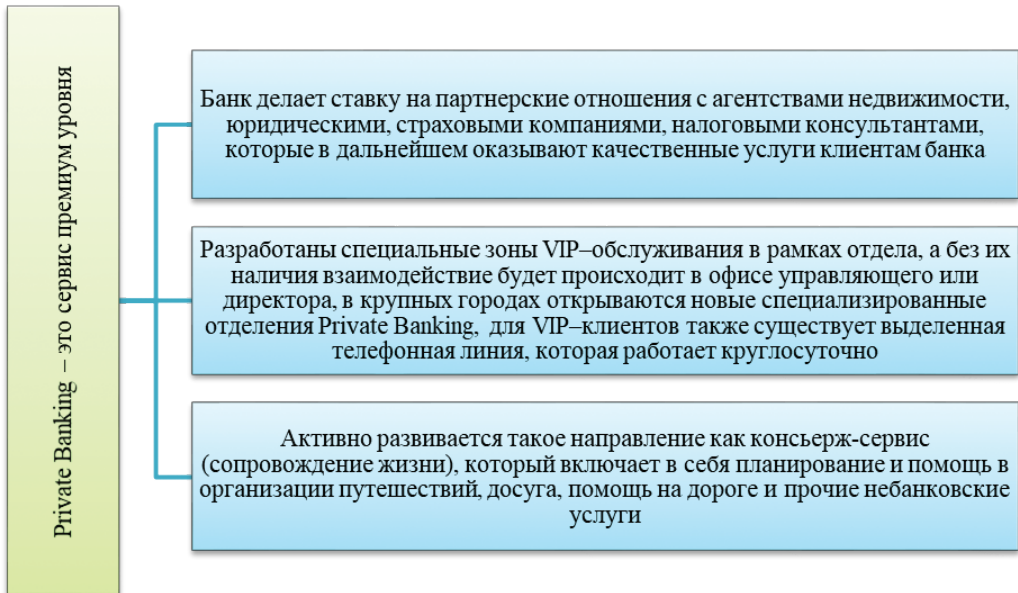 Private Banking – это сервис премиум уровня
Банк делает ставку на партнерские отношения с агентствами недвижимости,
юридическими, страховыми компаниями, налоговыми консультантами,
которые в дальнейшем оказывают качественные услуги клиентам банка
Разработаны специальные зоны VIP–обслуживания в рамках отдела, а без их
наличия взаимодействие будет происходит в офисе управляющего или
директора, в крупных городах открываются новые специализированные
отделения Private Banking, для VIP–клиентов также существует выделенная
телефонная линия, которая работает круглосуточно
Активно развивается такое направление как консьерж-сервис
(сопровождение жизни), который включает в себя планирование и помощь в
организации путешествий, досуга, помощь на дороге и прочие небанковские
услуги